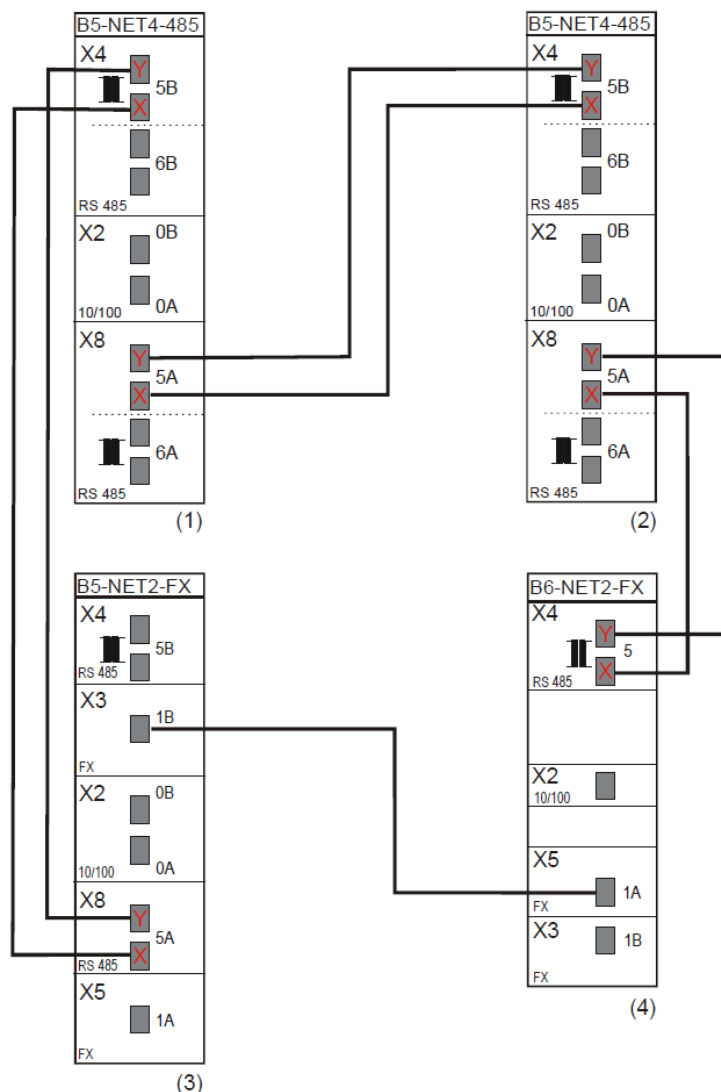 B5-NET4-485
X4
Y
5B
X
6B
RS 485
X2
0B
10/100
0A
X8
Y
5A
X
6A
RS 485
(1)
B5-NET4-485
X4
Y
5B
X
6B
RS 485
X2
0B
10/100
0A
X8
Y
5A
X
6A
RS 485
(2)
B5-NET2-FX
X4
5B
RS 485
X3
1B
FX
X2
0B
10/100
0A
X8
Y
5A
X
RS 485
X5
1A
FX
(3)
B6-NET2-FX
X4
Y
5
X
RS 485
X2
10/100
X5
1A
FX
X3
1B
FX
(4)